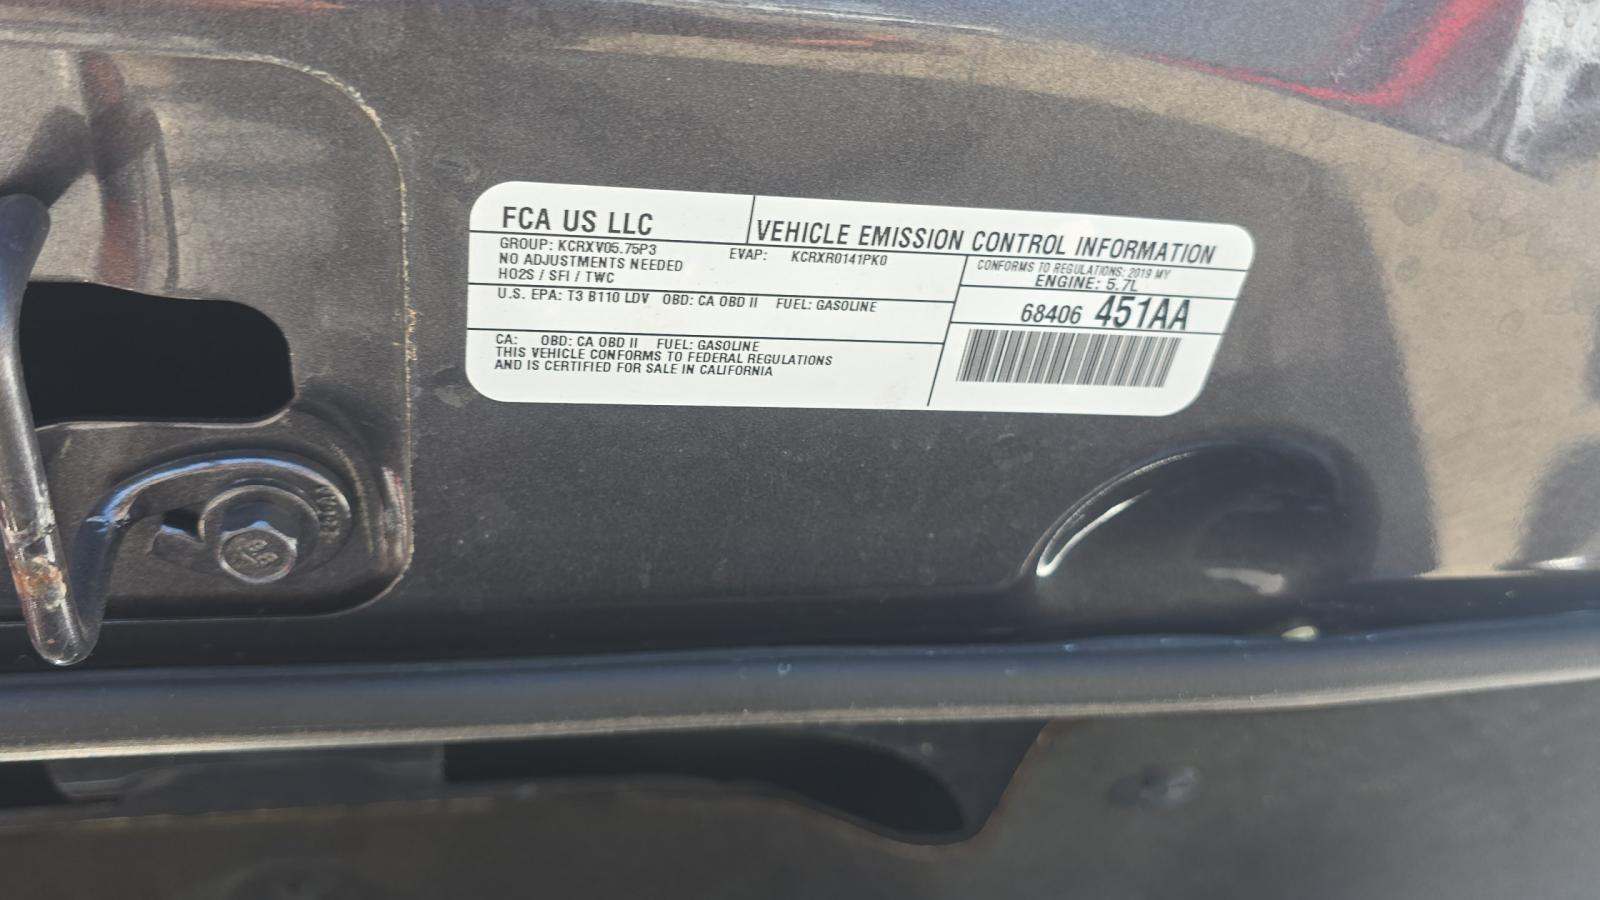 FCA US LLC
VEHICLE EMISSION CONTROL INFORMATION
GROUP: KCRXV05.75P3
EVAP: KCRXR0141PK0
NO ADJUSTMENTS NEEDED
HO2S / SFI / TWC
CONFORMS TO REGULATIONS: 2019 MY
ENGINE: 5.7L
U.S. EPA: T3 B110 LDV OBD: CA OBD II FUEL: GASOLINE
68406 451AA
CA: OBD: CA OBD II FUEL: GASOLINE
THIS VEHICLE CONFORMS TO FEDERAL REGULATIONS
AND IS CERTIFIED FOR SALE IN CALIFORNIA